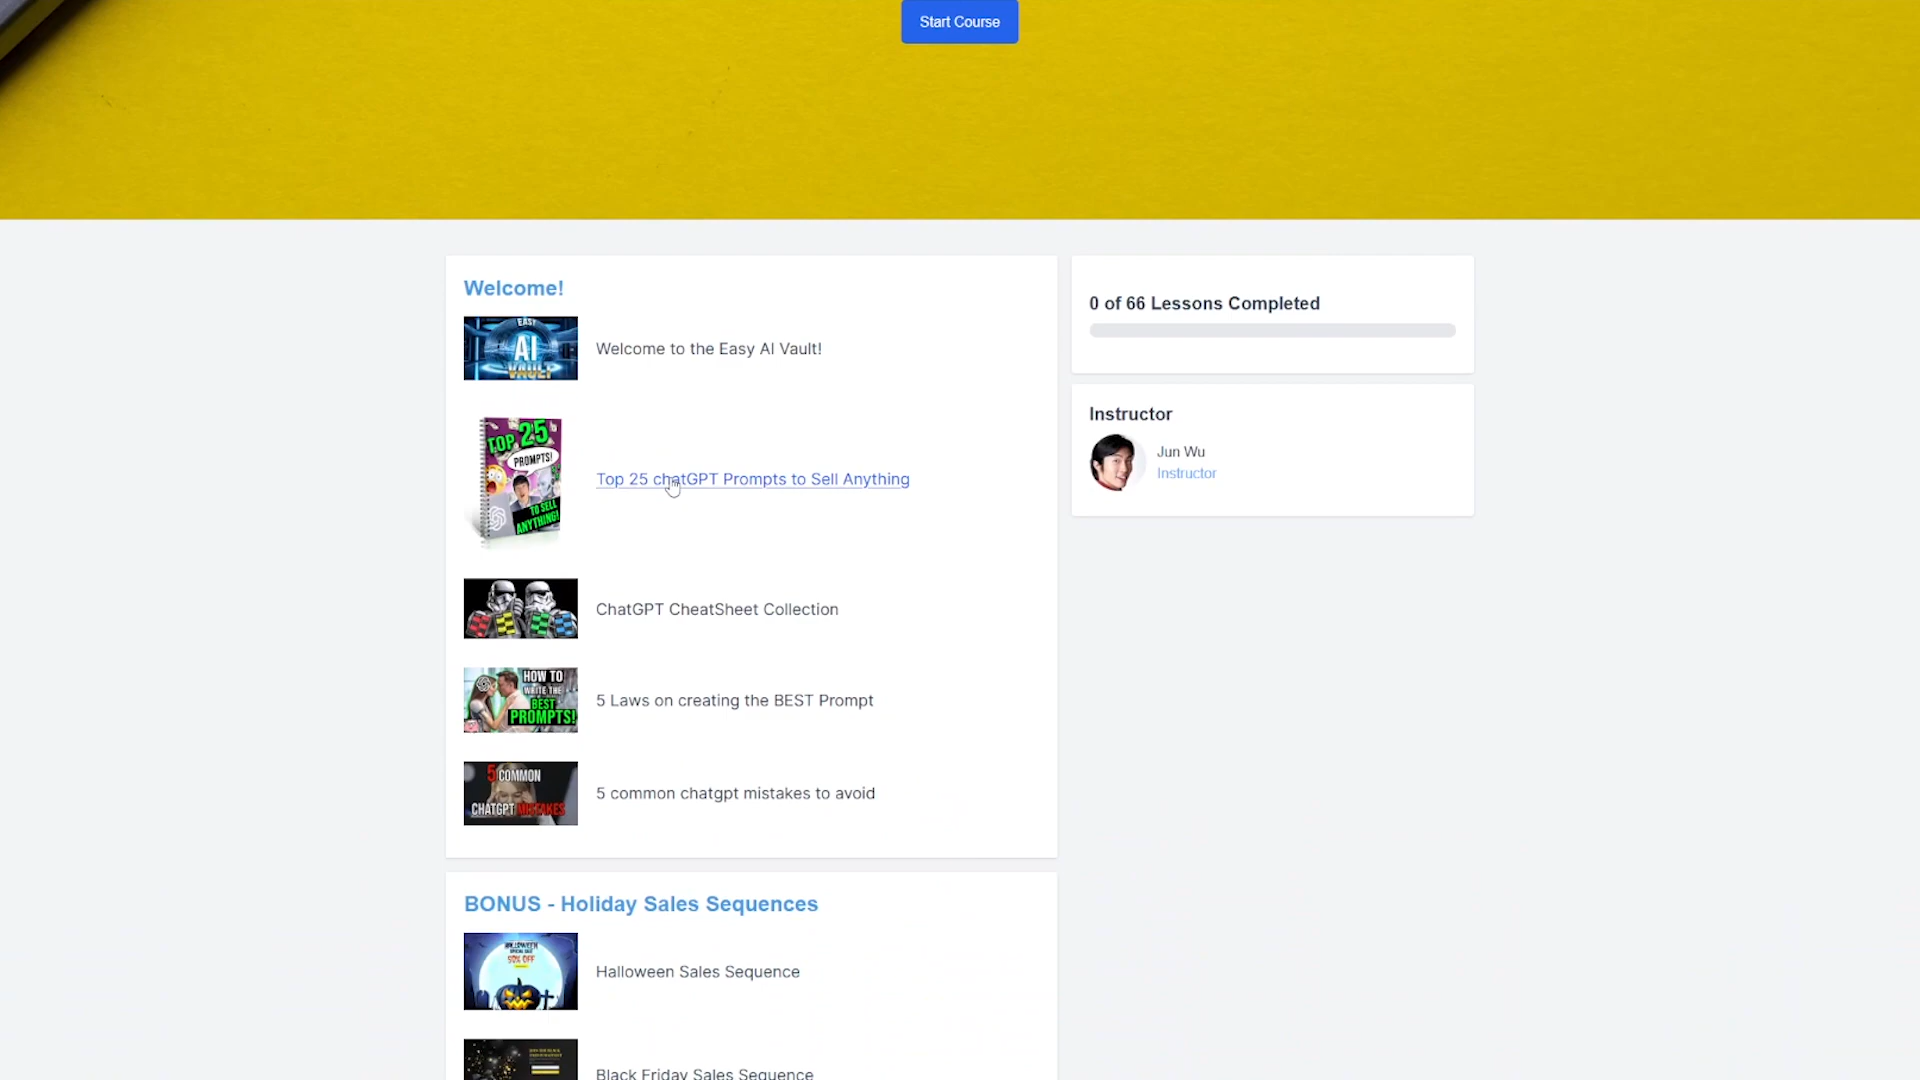 Start Course
Welcome!
EASY
AI
VAULT
Welcome to the Easy AI Vault!
TOP 25
PROMPTS!
TO SELL
ANYTHING!
Top 25 chatGPT Prompts to Sell Anything
ChatGPT CheatSheet Collection
HOW TO
WRITE THE
BEST
PROMPTS!
5 Laws on creating the BEST Prompt
5 COMMON
CHATGPT MISTAKES
5 common chatgpt mistakes to avoid
BONUS - Holiday Sales Sequences
HALLOWEEN
SPECIAL SALE
50% OFF
Halloween Sales Sequence
Black Friday Sales Sequence
0 of 66 Lessons Completed
Instructor
Jun Wu
Instructor